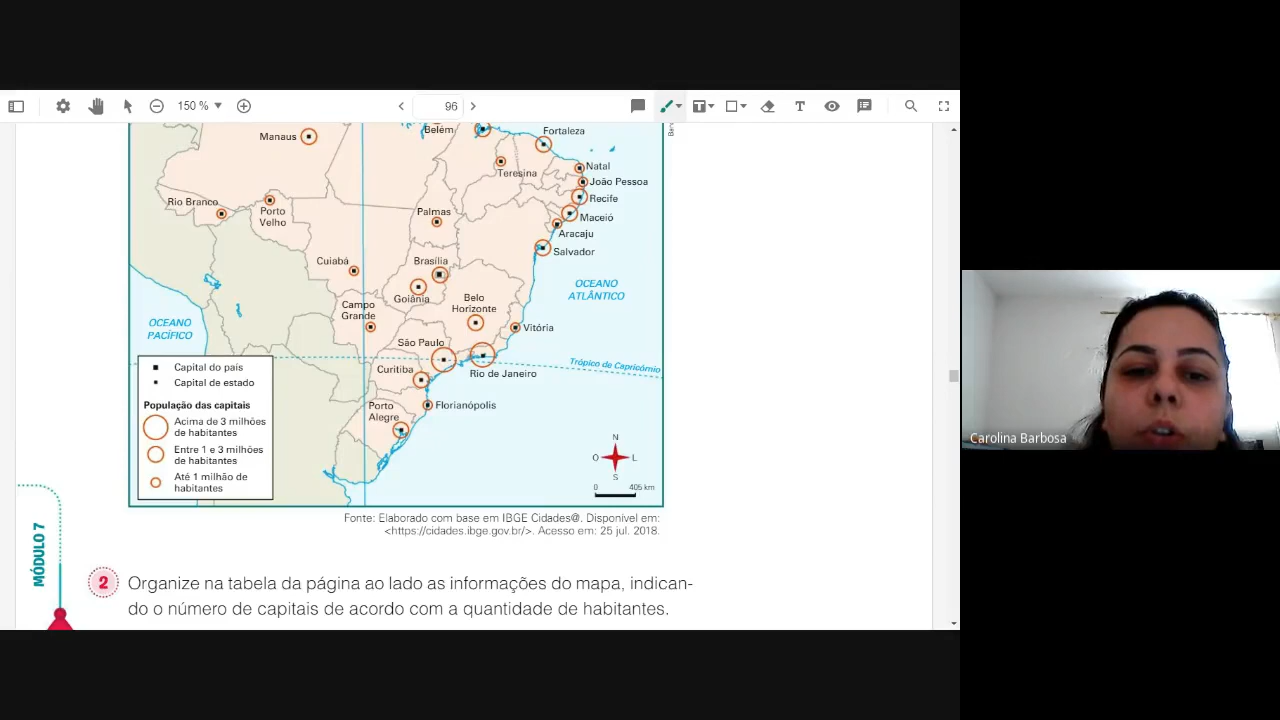 150 %
96
Manaus
Belém
Fortaleza
Teresina
Natal
João Pessoa
Recife
Maceió
Aracaju
Salvador
Rio Branco
Porto
Velho
Palmas
Cuiabá
Brasília
Goiânia
Belo
Horizonte
Campo
Grande
Vitória
São Paulo
Rio de Janeiro
Curitiba
Florianópolis
Porto
Alegre
OCEANO
ATLÂNTICO
OCEANO
PACÍFICO
Trópico de Capricórnio
Capital do país
Capital de estado
População das capitais
Acima de 3 milhões
de habitantes
Entre 1 e 3 milhões
de habitantes
Até 1 milhão de
habitantes
N
O L
S
0 405 km
Fonte: Elaborado com base em IBGE Cidades@. Disponível em:
<https://cidades.ibge.gov.br/>. Acesso em: 25 jul. 2018.
MÓDULO 7
2 Organize na tabela da página ao lado as informações do mapa, indican-
do o número de capitais de acordo com a quantidade de habitantes.
Carolina Barbosa